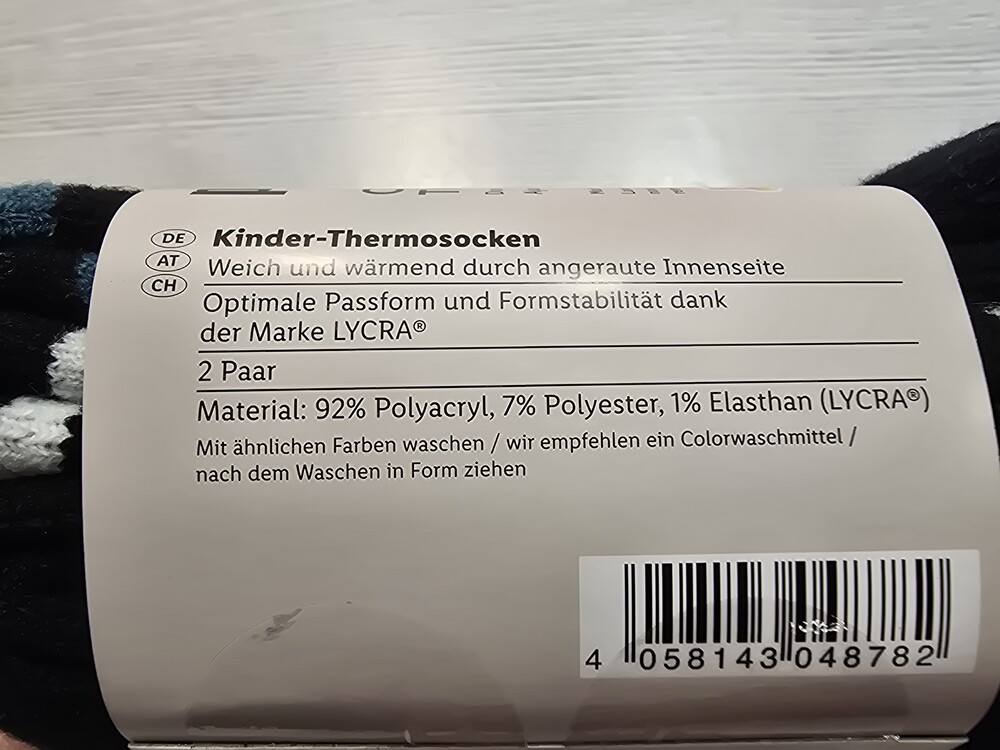 DE Kinder-Thermosocken
AT Weich und wärmend durch angeraute Innenseite
CH
Optimale Passform und Formstabilität dank
der Marke LYCRA®
2 Paar
Material: 92% Polyacryl, 7% Polyester, 1% Elasthan (LYCRA®)
Mit ähnlichen Farben waschen / wir empfehlen ein Colorwaschmittel /
nach dem Waschen in Form ziehen
4 058143 048782